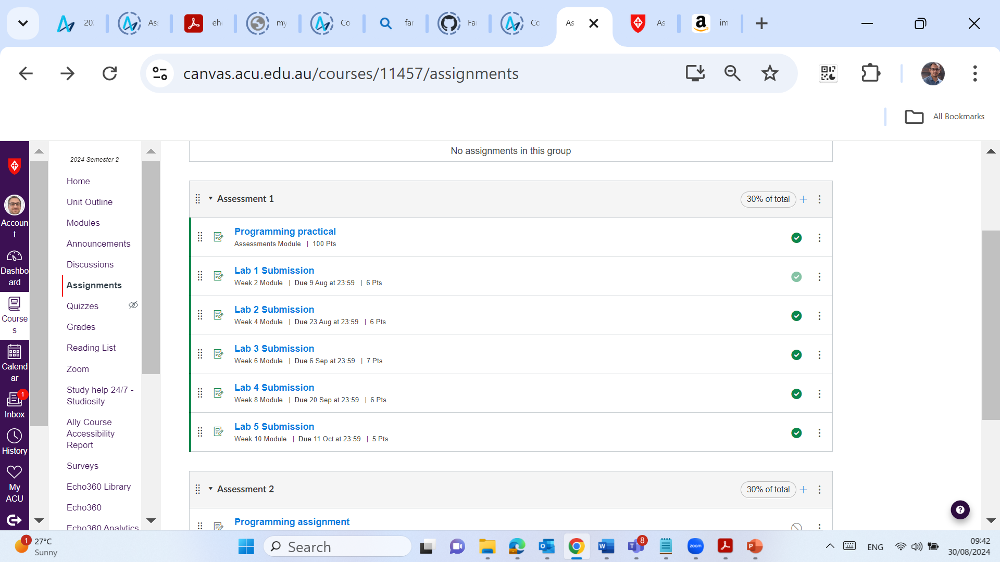 20
As
eh
my
Co
far
Fa
Co
As
As
im
canvas.acu.edu.au/courses/11457/assignments
All Bookmarks
Account
Dashboard
Courses
Calendar
1
Inbox
History
My
ACU
2024 Semester 2
Home
Unit Outline
Modules
Announcements
Discussions
Assignments
Quizzes
Grades
Reading List
Zoom
Study help 24/7 -
Studiosity
Ally Course
Accessibility
Report
Surveys
Echo360 Library
Echo360
Echo360 Analytics
No assignments in this group
Assessment 1
30% of total
Programming practical
Assessments Module | 100 Pts
Lab 1 Submission
Week 2 Module | Due 9 Aug at 23:59 | 6 Pts
Lab 2 Submission
Week 4 Module | Due 23 Aug at 23:59 | 6 Pts
Lab 3 Submission
Week 6 Module | Due 6 Sep at 23:59 | 7 Pts
Lab 4 Submission
Week 8 Module | Due 20 Sep at 23:59 | 6 Pts
Lab 5 Submission
Week 10 Module | Due 11 Oct at 23:59 | 5 Pts
Assessment 2
30% of total
Programming assignment
1
27°C
Sunny
Search
W
T
8
zoom
P
ENG
09:42
30/08/2024